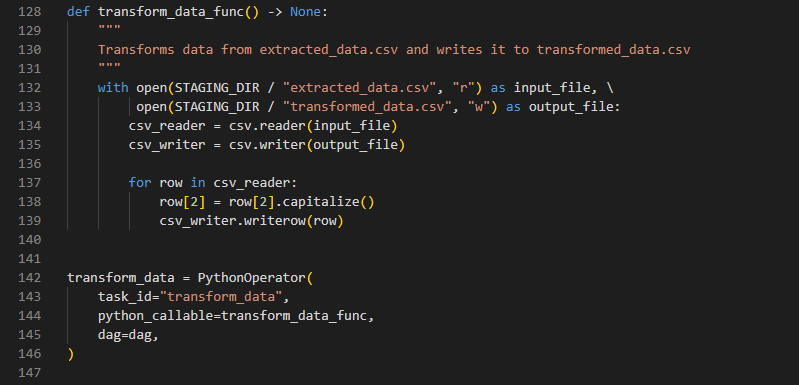 128 def transform_data_func() -> None:
129     """
130     Transforms data from extracted_data.csv and writes it to transformed_data.csv
131     """
132     with open(STAGING_DIR / "extracted_data.csv", "r") as input_file, \
133          open(STAGING_DIR / "transformed_data.csv", "w") as output_file:
134         csv_reader = csv.reader(input_file)
135         csv_writer = csv.writer(output_file)
136
137         for row in csv_reader:
138             row[2] = row[2].capitalize()
139             csv_writer.writerow(row)
140
141
142 transform_data = PythonOperator(
143     task_id="transform_data",
144     python_callable=transform_data_func,
145     dag=dag,
146 )
147